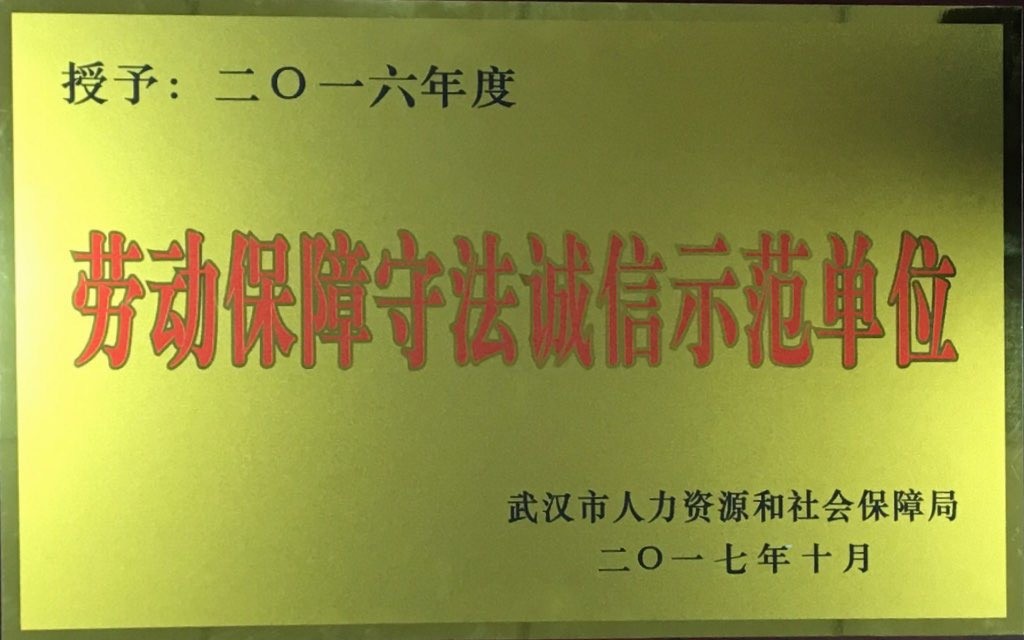 授予：二〇一六年度
劳动保障守法诚信示范单位
武汉市人力资源和社会保障局
二〇一七年十月